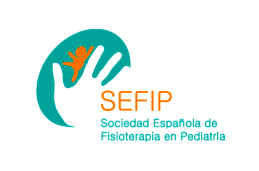 SEFIP
Sociedad Española de
Fisioterapia en Pediatría